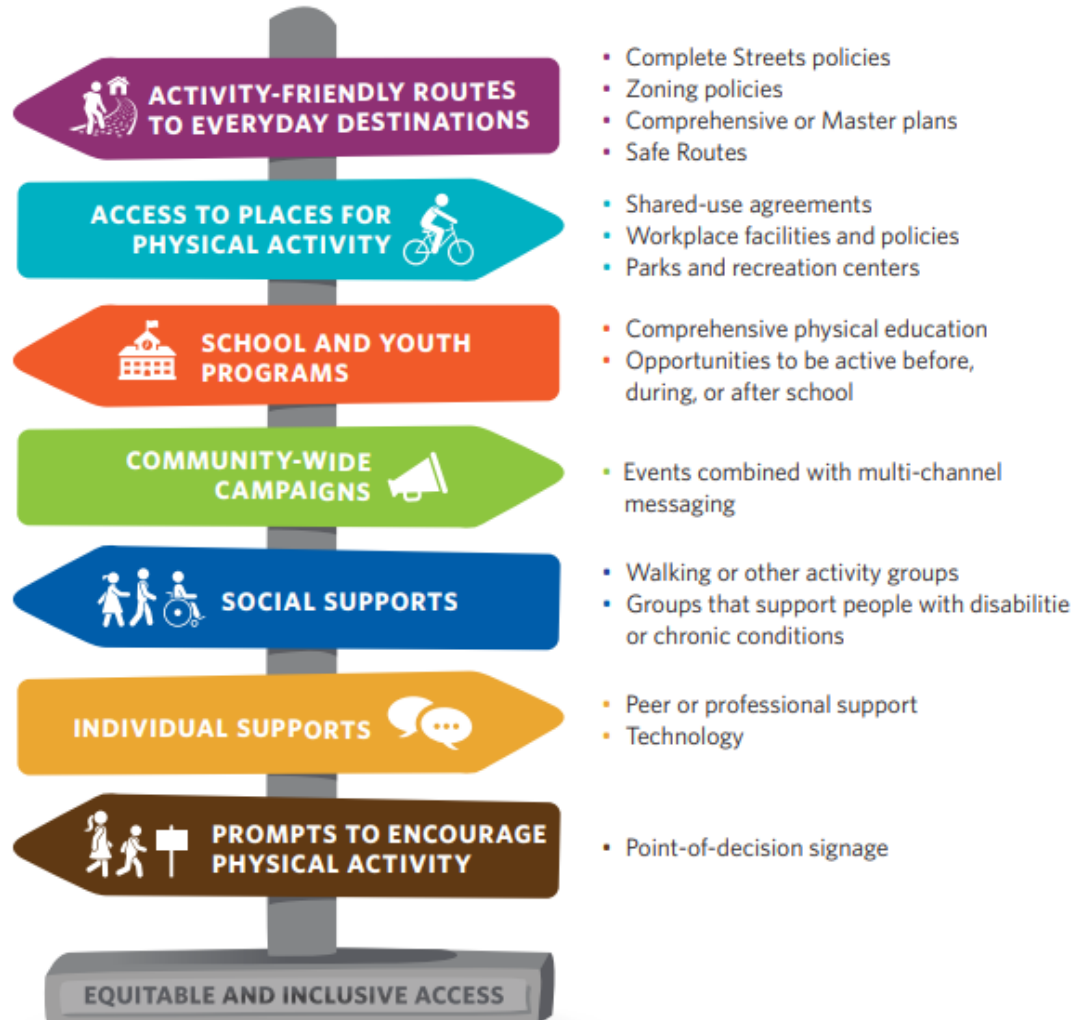 ACTIVITY-FRIENDLY ROUTES
TO EVERYDAY DESTINATIONS
• Complete Streets policies
• Zoning policies
• Comprehensive or Master plans
• Safe Routes
ACCESS TO PLACES FOR
PHYSICAL ACTIVITY
• Shared-use agreements
• Workplace facilities and policies
• Parks and recreation centers
SCHOOL AND YOUTH
PROGRAMS
• Comprehensive physical education
• Opportunities to be active before,
during, or after school
COMMUNITY-WIDE
CAMPAIGNS
• Events combined with multi-channel
messaging
SOCIAL SUPPORTS
• Walking or other activity groups
• Groups that support people with disabilitie
or chronic conditions
INDIVIDUAL SUPPORTS
• Peer or professional support
• Technology
PROMPTS TO ENCOURAGE
PHYSICAL ACTIVITY
• Point-of-decision signage
EQUITABLE AND INCLUSIVE ACCESS